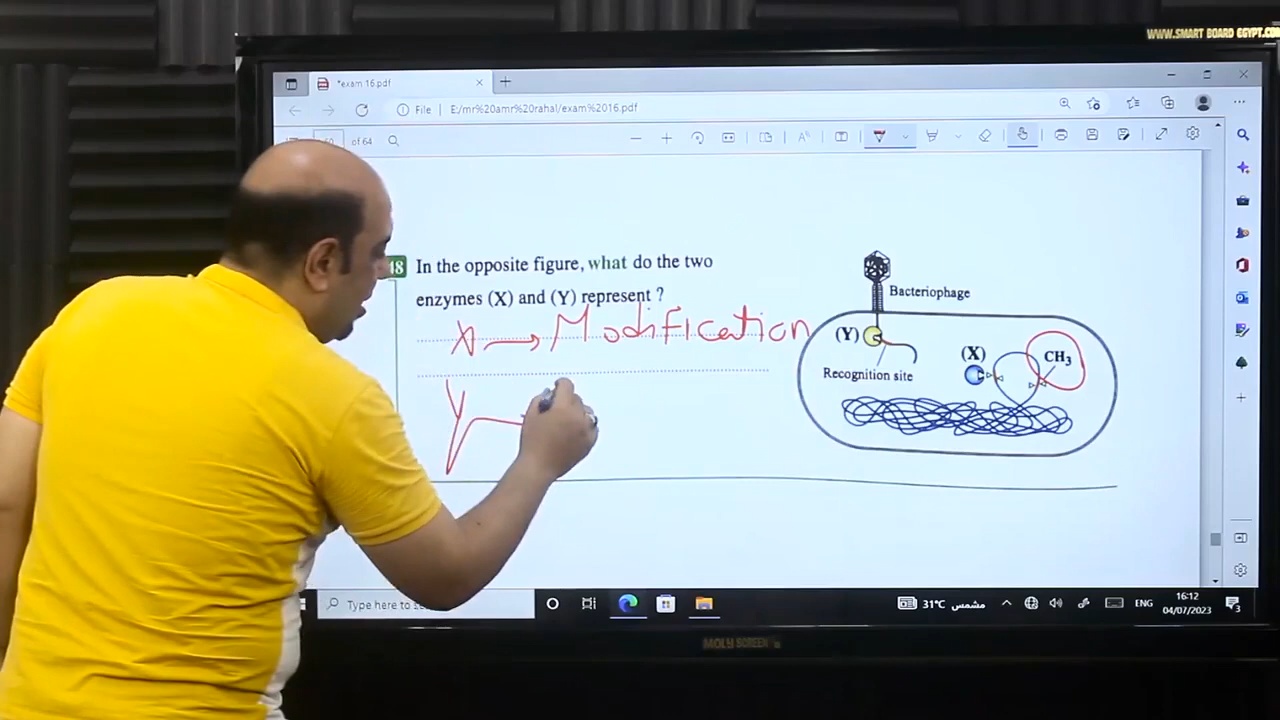 WWW.SMART BOARD EGYPT.COM
*exam 16.pdf
File
E:/mr%20amr%20rahal/exam%2016.pdf
of 64
18 In the opposite figure, what do the two
enzymes (X) and (Y) represent ?
X → Modification
Y
Bacteriophage
(Y)
(X)
CH3
Recognition site
Type here to
31°C مشمس
ENG
16:12
04/07/2023
3